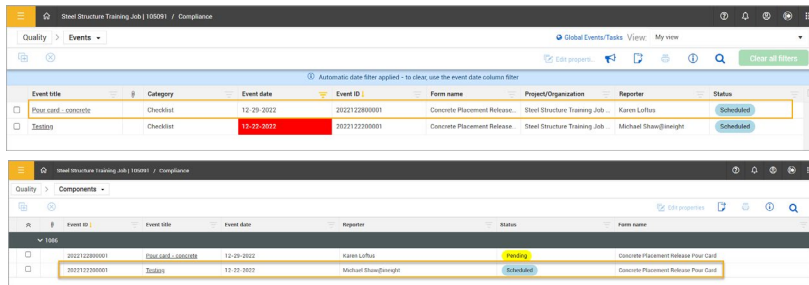 Steel Structure Training Job | 105091 / Compliance
Quality > Events
Global Events/Tasks View: My view
Edit properti.. Clear all filters
Automatic date filter applied - to clear, use the event date column filter
Event title Category Event date Event ID Form name Project/Organization Reporter Status
Pour card - concrete Checklist 12-29-2022 2022122800001 Concrete Placement Release... Steel Structure Training Job ... Karen Loftus Scheduled
Testing Checklist 12-22-2022 2022122200001 Concrete Placement Release... Steel Structure Training Job ... Michael Shaw@ineight Scheduled
Steel Structure Training Job | 105091 / Compliance
Quality > Components
Edit properties
Event ID Event title Event date Reporter Status Form name
1006
2022122800001 Pour card - concrete 12-29-2022 Karen Loftus Pending Concrete Placement Release Pour Card
2022122200001 Testing 12-22-2022 Michael Shaw@ineight Scheduled Concrete Placement Release Pour Card